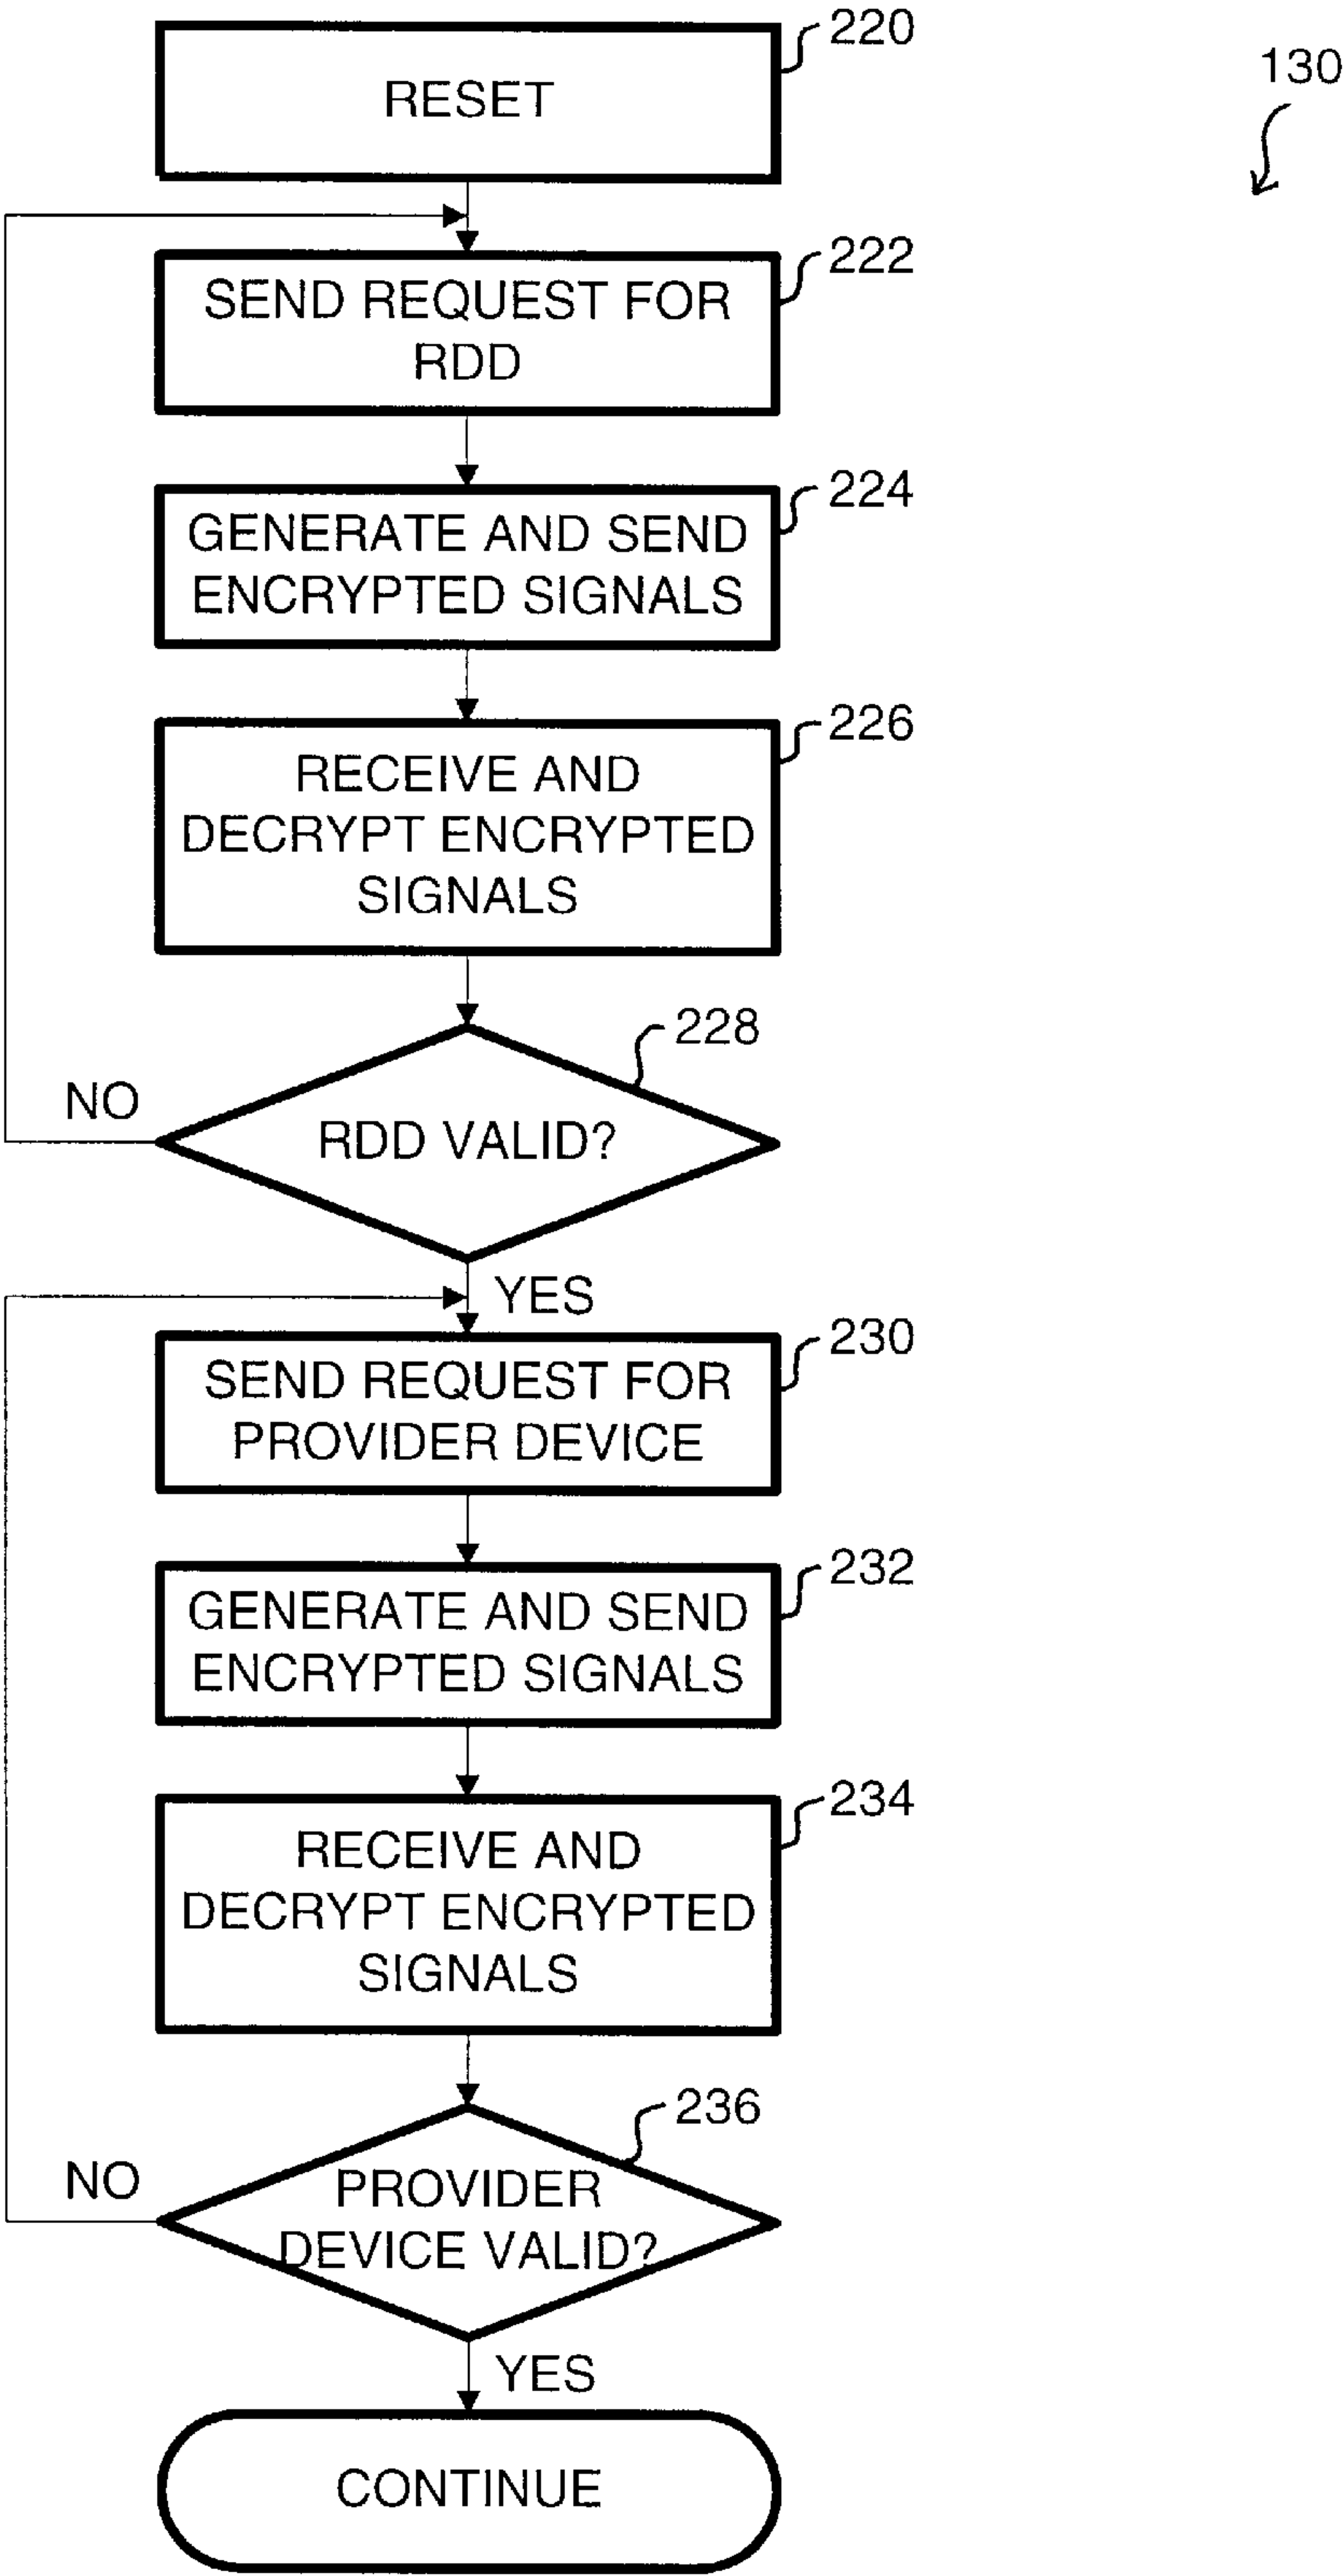 220
130
RESET
222
SEND REQUEST FOR
RDD
224
GENERATE AND SEND
ENCRYPTED SIGNALS
226
RECEIVE AND
DECRYPT ENCRYPTED
SIGNALS
228
NO
RDD VALID?
YES
230
SEND REQUEST FOR
PROVIDER DEVICE
232
GENERATE AND SEND
ENCRYPTED SIGNALS
234
RECEIVE AND
DECRYPT ENCRYPTED
SIGNALS
236
NO
PROVIDER
DEVICE VALID?
YES
CONTINUE